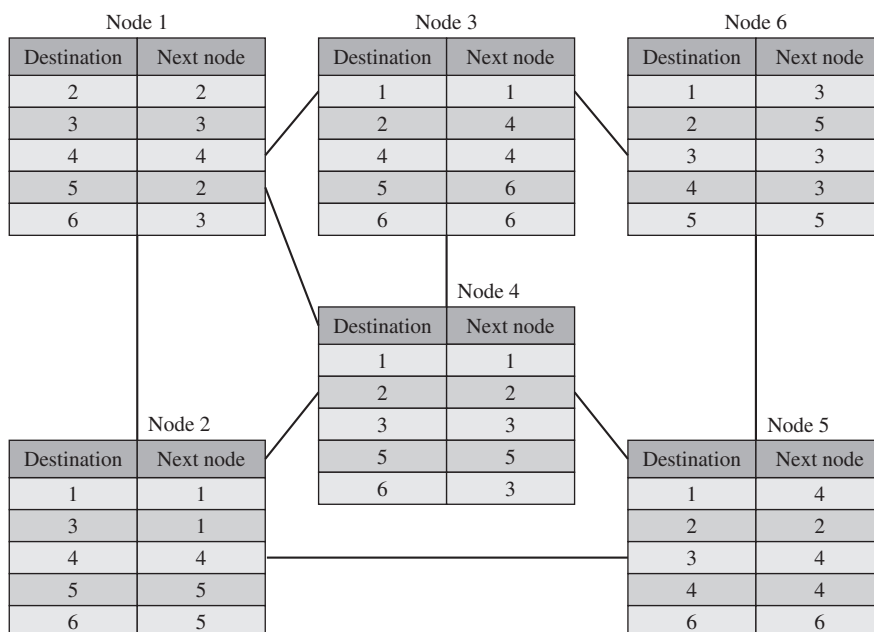 Node 1
Destination Next node
2 2
3 3
4 4
5 2
6 3
Node 3
Destination Next node
1 1
2 4
4 4
5 6
6 6
Node 6
Destination Next node
1 3
2 5
3 3
4 3
5 5
Node 4
Destination Next node
1 1
2 2
3 3
5 5
6 3
Node 2
Destination Next node
1 1
3 1
4 4
5 5
6 5
Node 5
Destination Next node
1 4
2 2
3 4
4 4
6 6